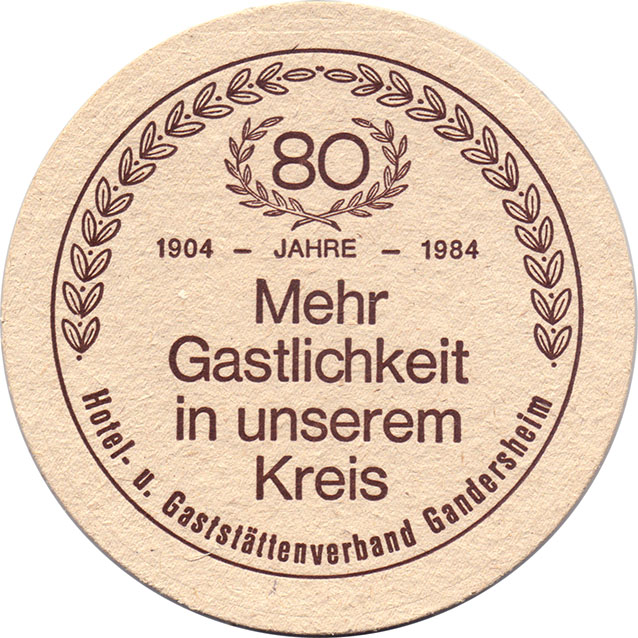 80
1904 – JAHRE – 1984
Mehr
Gastlichkeit
in unserem
Kreis
Hotel- u. Gaststättenverband Gandersheim